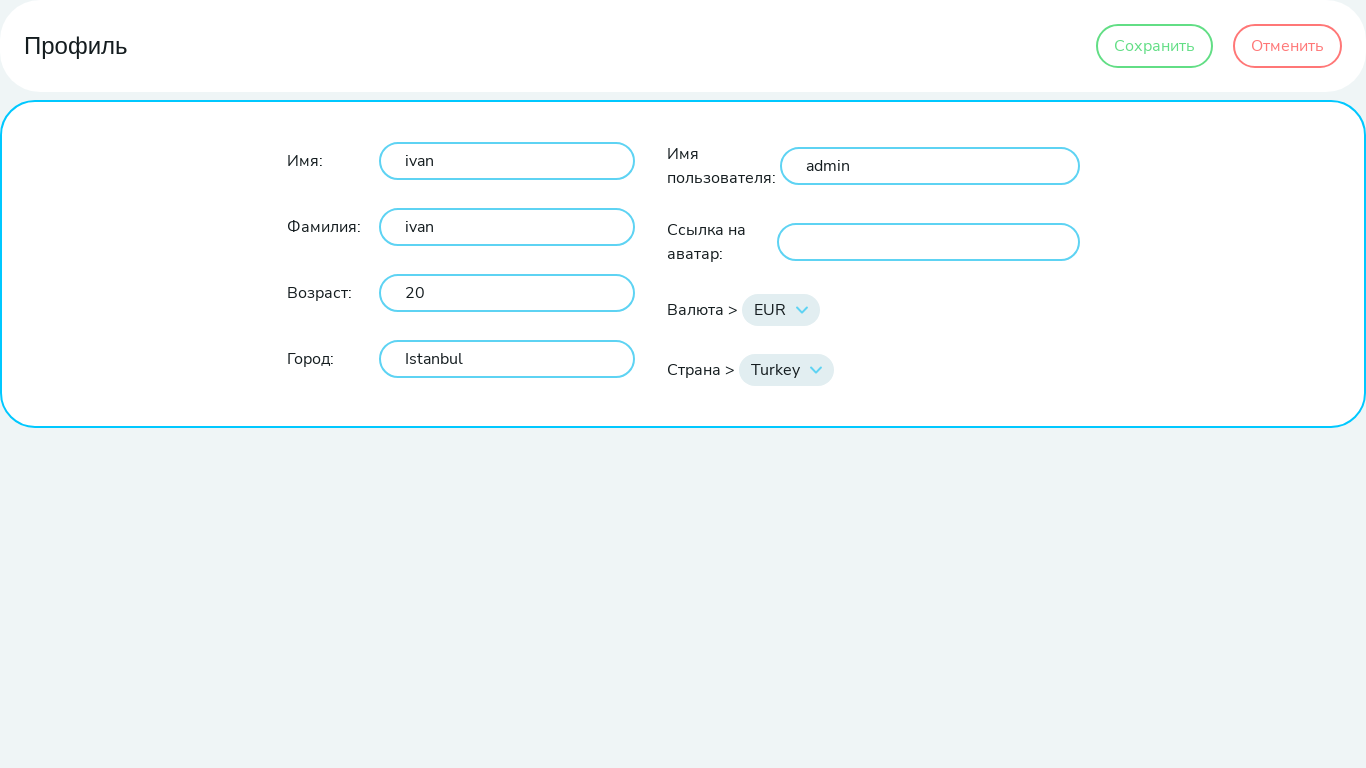 Профиль
Сохранить
Отменить
Имя:
ivan
Фамилия:
ivan
Возраст:
20
Город:
Istanbul
Имя
пользователя:
admin
Ссылка на
аватар:
Валюта >
EUR
Страна >
Turkey